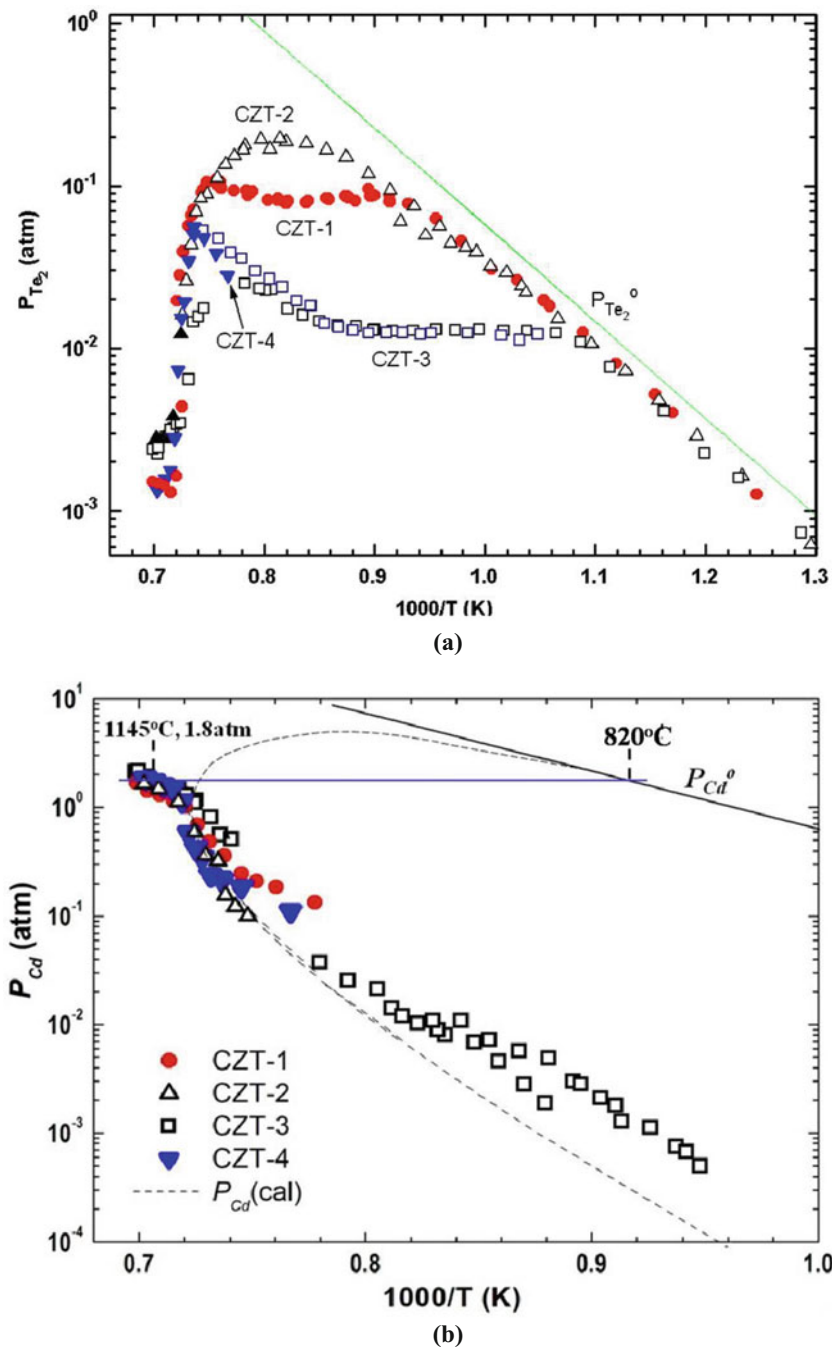 10⁰
10⁻¹
10⁻²
10⁻³
P_Te₂ (atm)
CZT-2
CZT-1
CZT-4
CZT-3
P_Te₂⁰
0.7 0.8 0.9 1.0 1.1 1.2 1.3
1000/T (K)
(a)
10¹
10⁰
10⁻¹
10⁻²
10⁻³
10⁻⁴
P_Cd (atm)
1145°C, 1.8atm
820°C
P_Cd⁰
CZT-1
CZT-2
CZT-3
CZT-4
P_Cd(cal)
0.7 0.8 0.9 1.0
1000/T (K)
(b)